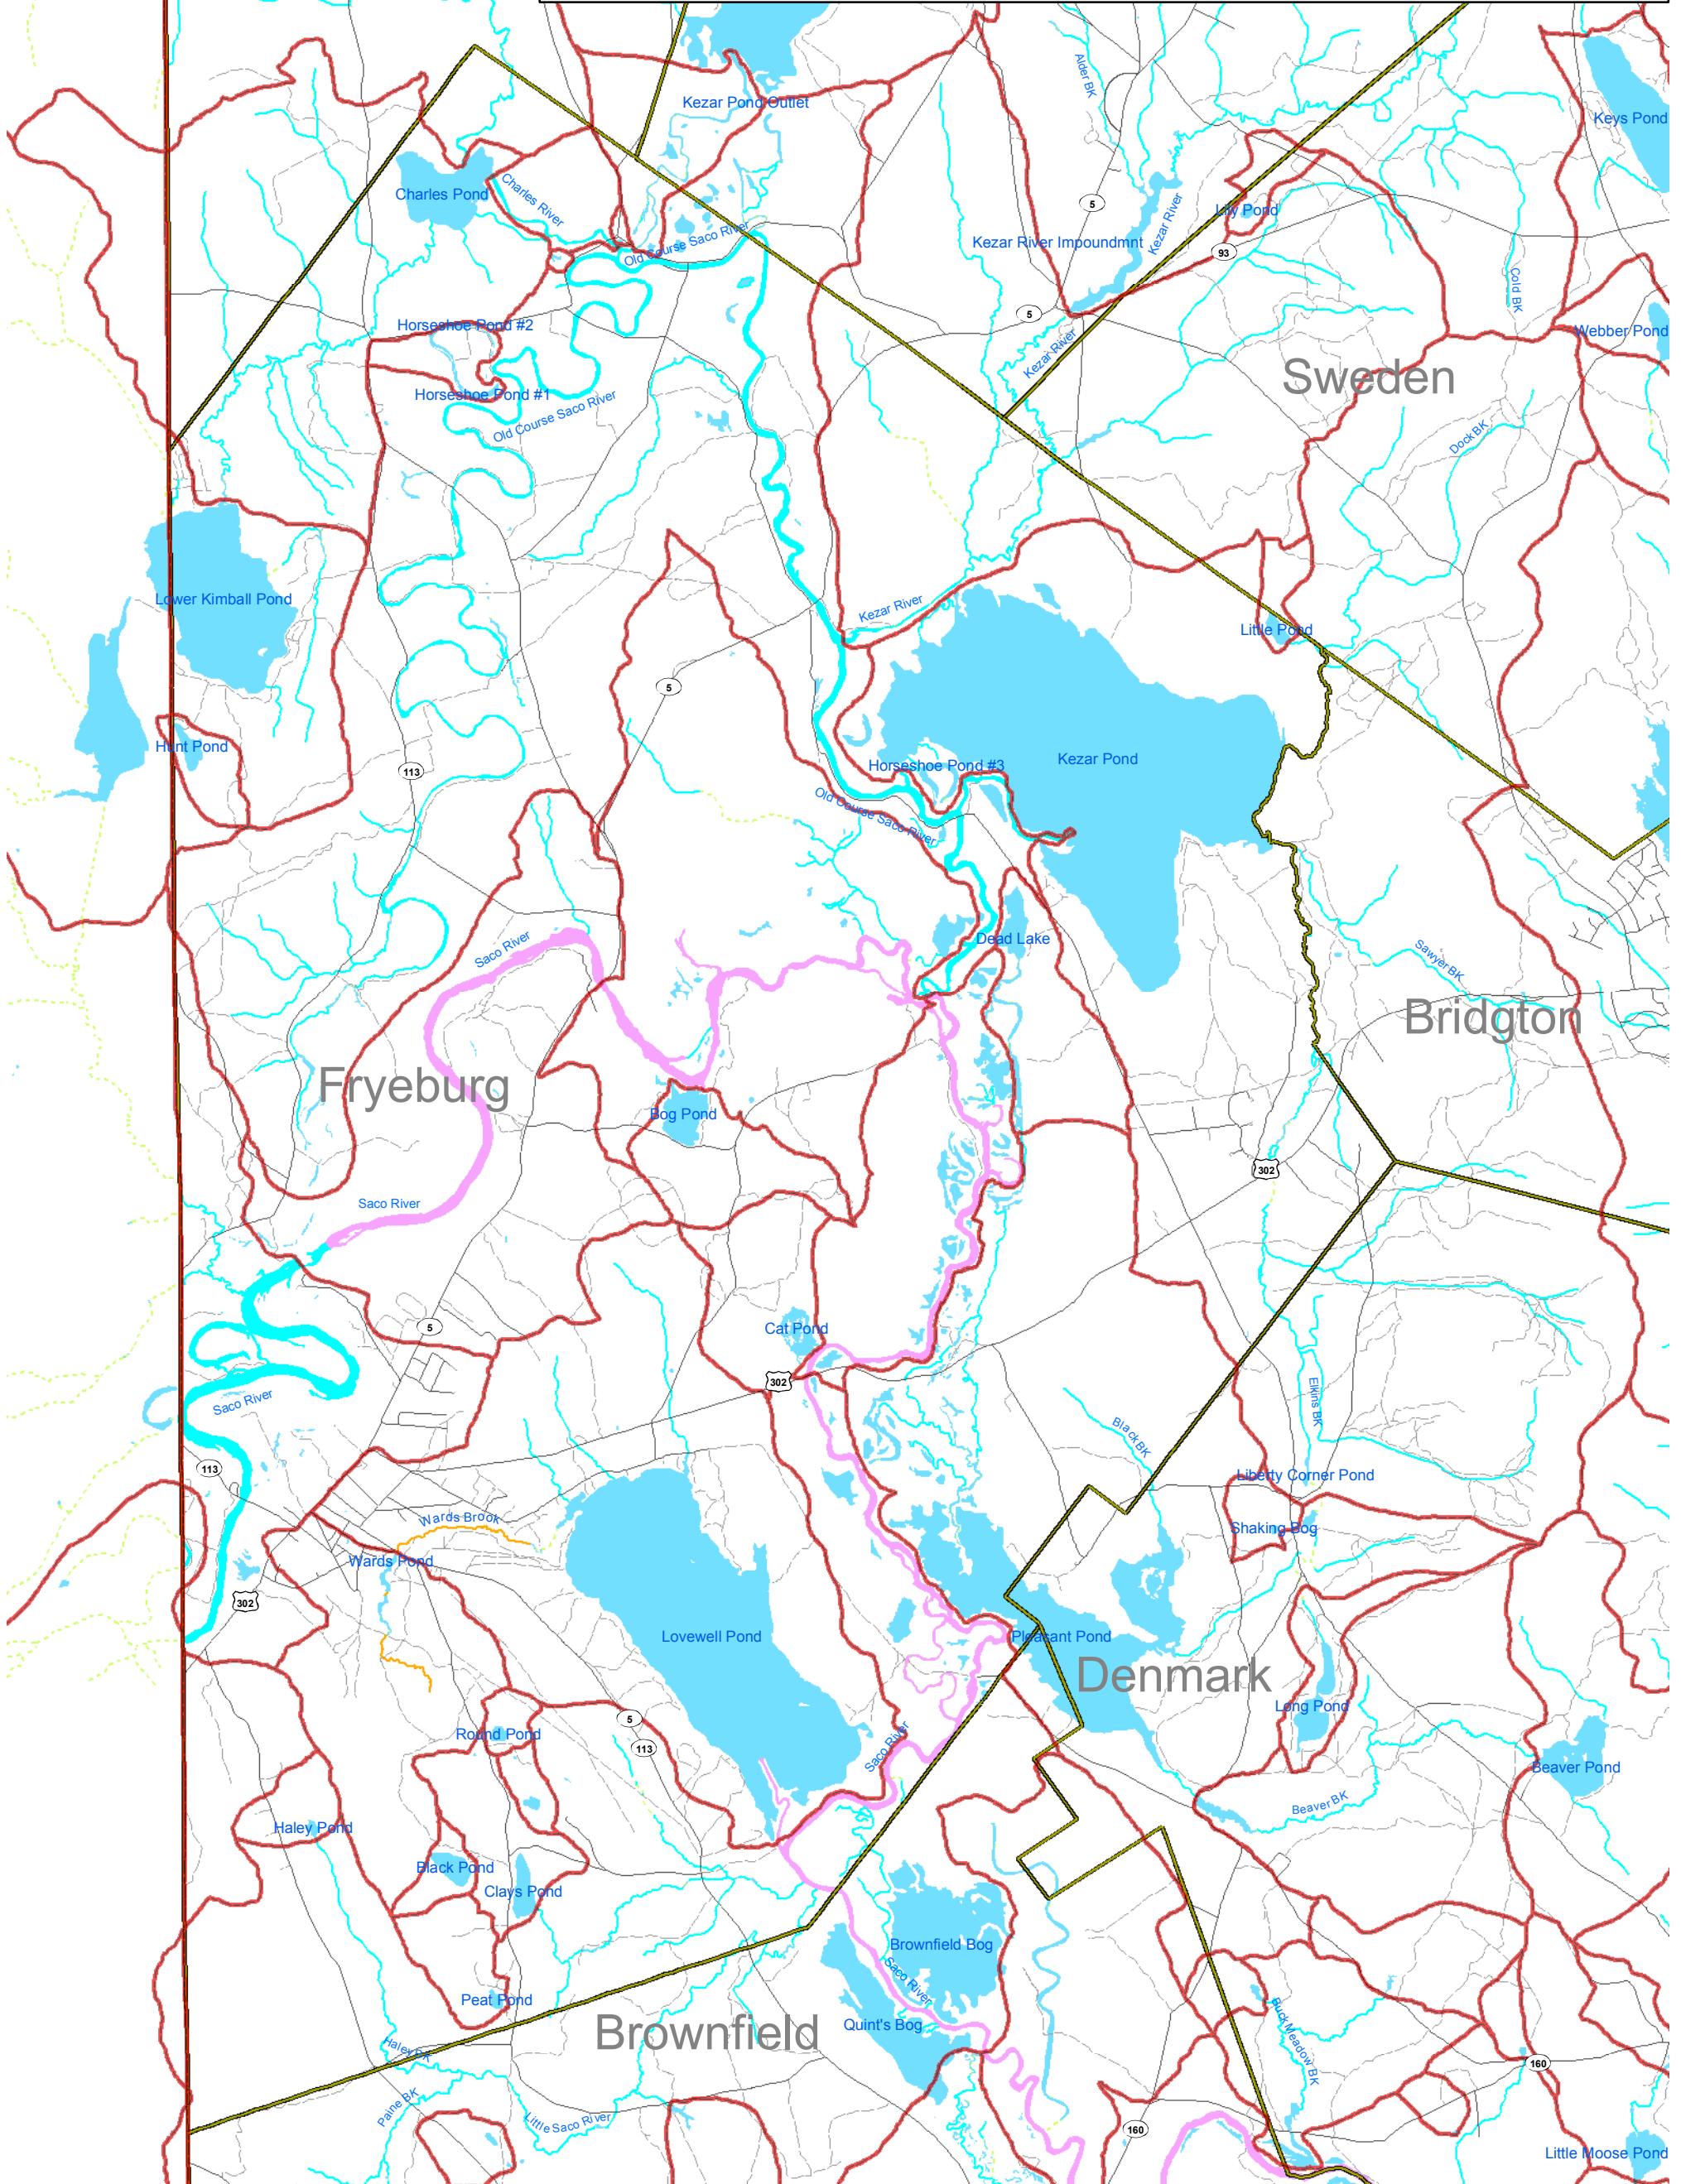 Kezar Pond Outlet
Alder BK
Keys Pond
Charles Pond
Charles River
5
Kezar River
Lily Pond
Old Course Saco River
Kezar River Impoundmnt
93
Cold BK
5
Horseshoe Pond #2
Webber Pond
Kezar River
Sweden
Horseshoe Pond #1
Old Course Saco River
Dock BK
Lower Kimball Pond
Kezar River
Little Pond
5
Hunt Pond
113
Horseshoe Pond #3
Kezar Pond
Old Course Saco River
Saco River
Dead Lake
Sawyer BK
Bridgton
Fryeburg
Bog Pond
302
Saco River
5
Cat Pond
302
Saco River
Elkins BK
Black BK
113
Liberty Corner Pond
Wards Brook
Shaking Bog
Wards Pond
302
Lovewell Pond
Pleasant Pond
Denmark
Long Pond
5
Round Pond
113
Saco River
Beaver Pond
Haley Pond
Beaver BK
Black Pond
Clays Pond
Brownfield Bog
Saco River
Peat Pond
Brownfield
Quint's Bog
Buck Meadow BK
Haley BK
160
Paine BK
Little Saco River
160
Little Moose Pond